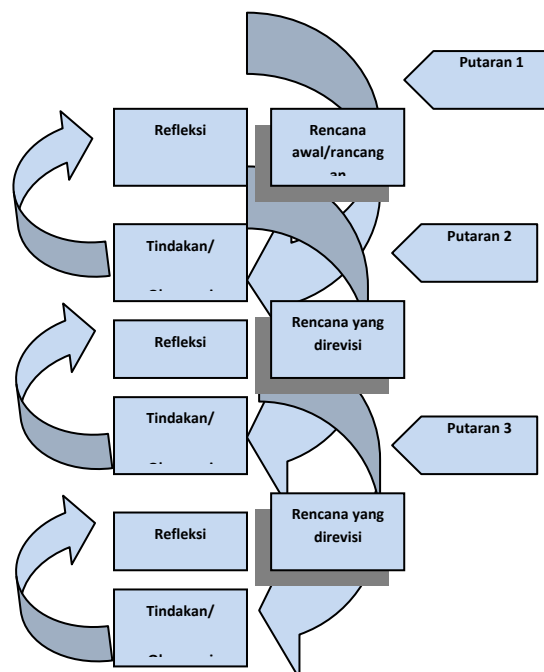 Putaran 1
Refleksi
Rencana
awal/rancang
an
Tindakan/
Putaran 2
Refleksi
Rencana yang
direvisi
Tindakan/
Putaran 3
Refleksi
Rencana yang
direvisi
Tindakan/